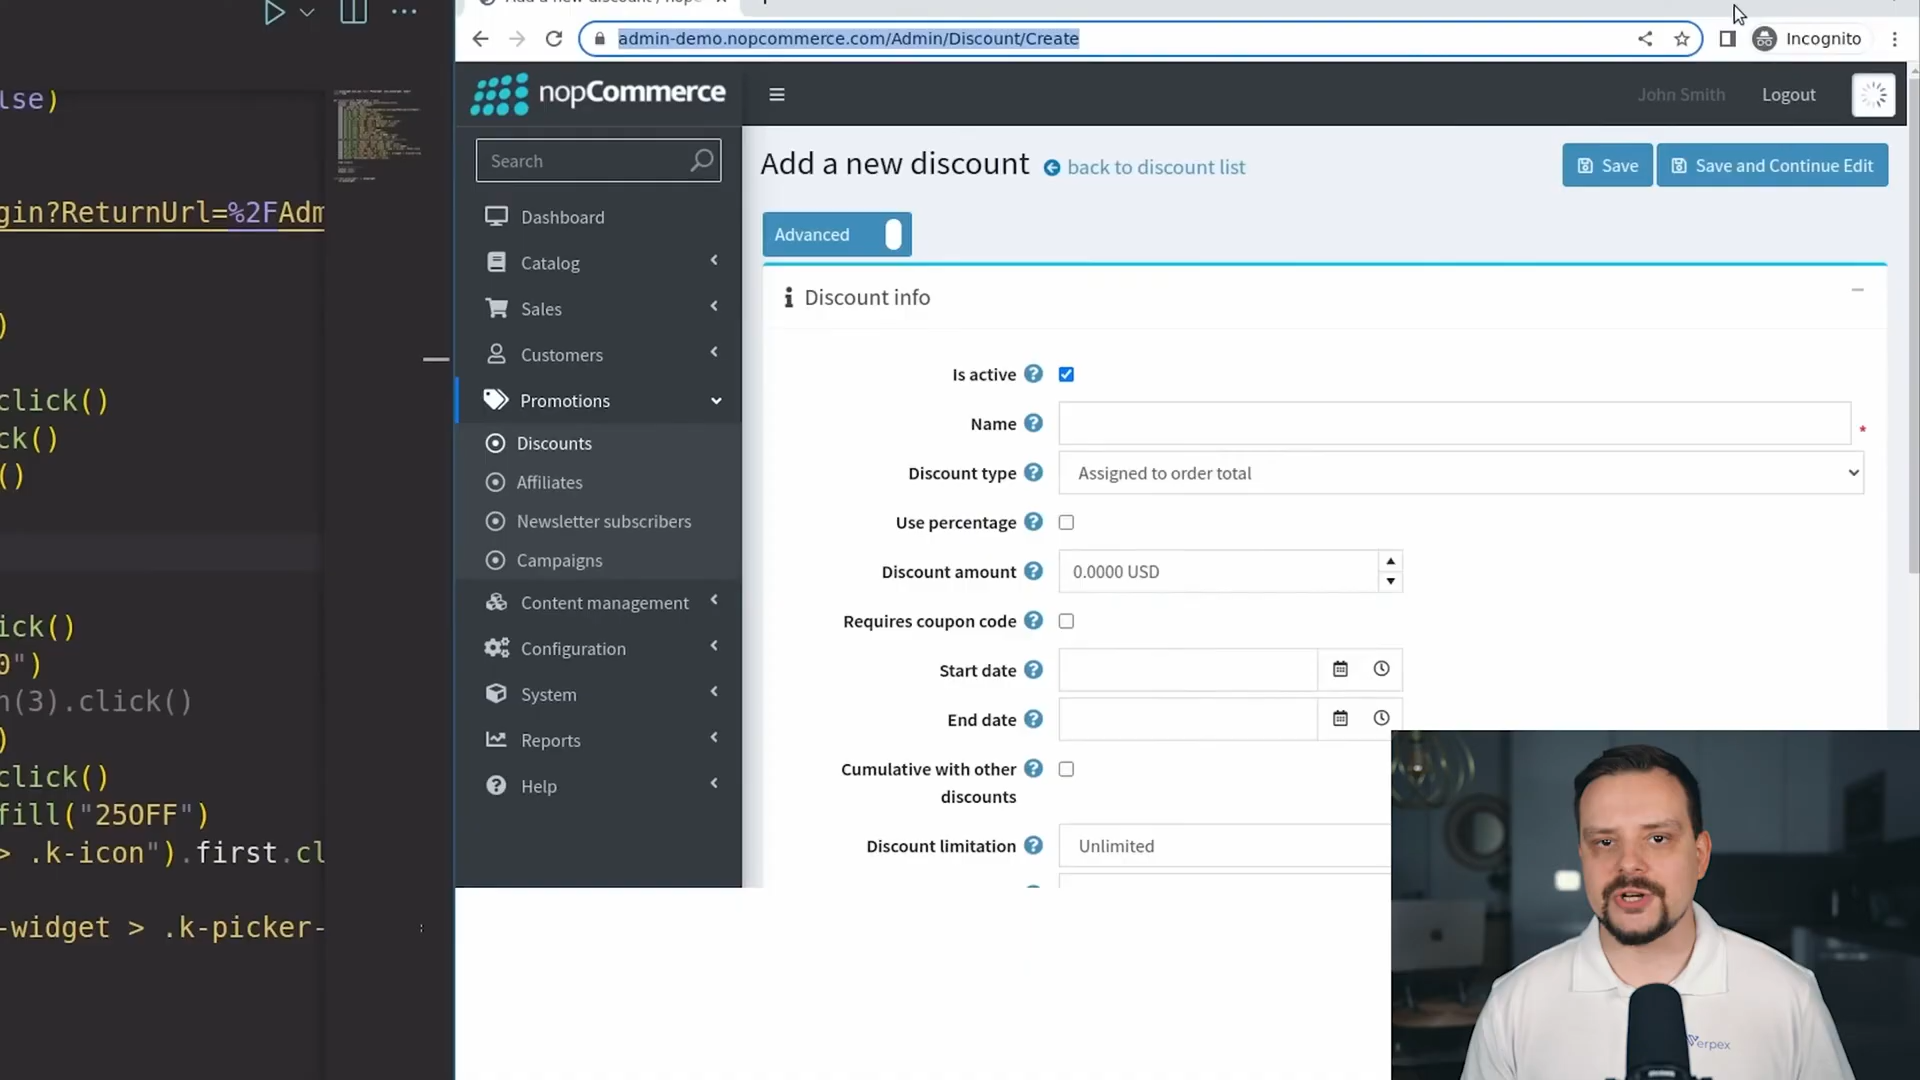 lse)
gin?ReturnUrl=%2FAdm
)
click()
ck()
()
ick()
0")
n(3).click()
)
click()
fill("25OFF")
> .k-icon").first.cl
-widget > .k-picker-
admin-demo.nopcommerce.com/Admin/Discount/Create
Incognito
nopCommerce
John Smith
Logout
Search
Dashboard
Catalog
Sales
Customers
Promotions
Discounts
Affiliates
Newsletter subscribers
Campaigns
Content management
Configuration
System
Reports
Help
Add a new discount
back to discount list
Save
Save and Continue Edit
Advanced
Discount info
Is active
Name
*
Discount type
Assigned to order total
Use percentage
Discount amount
0.0000 USD
Requires coupon code
Start date
End date
Cumulative with other
discounts
Discount limitation
Unlimited
Verpex